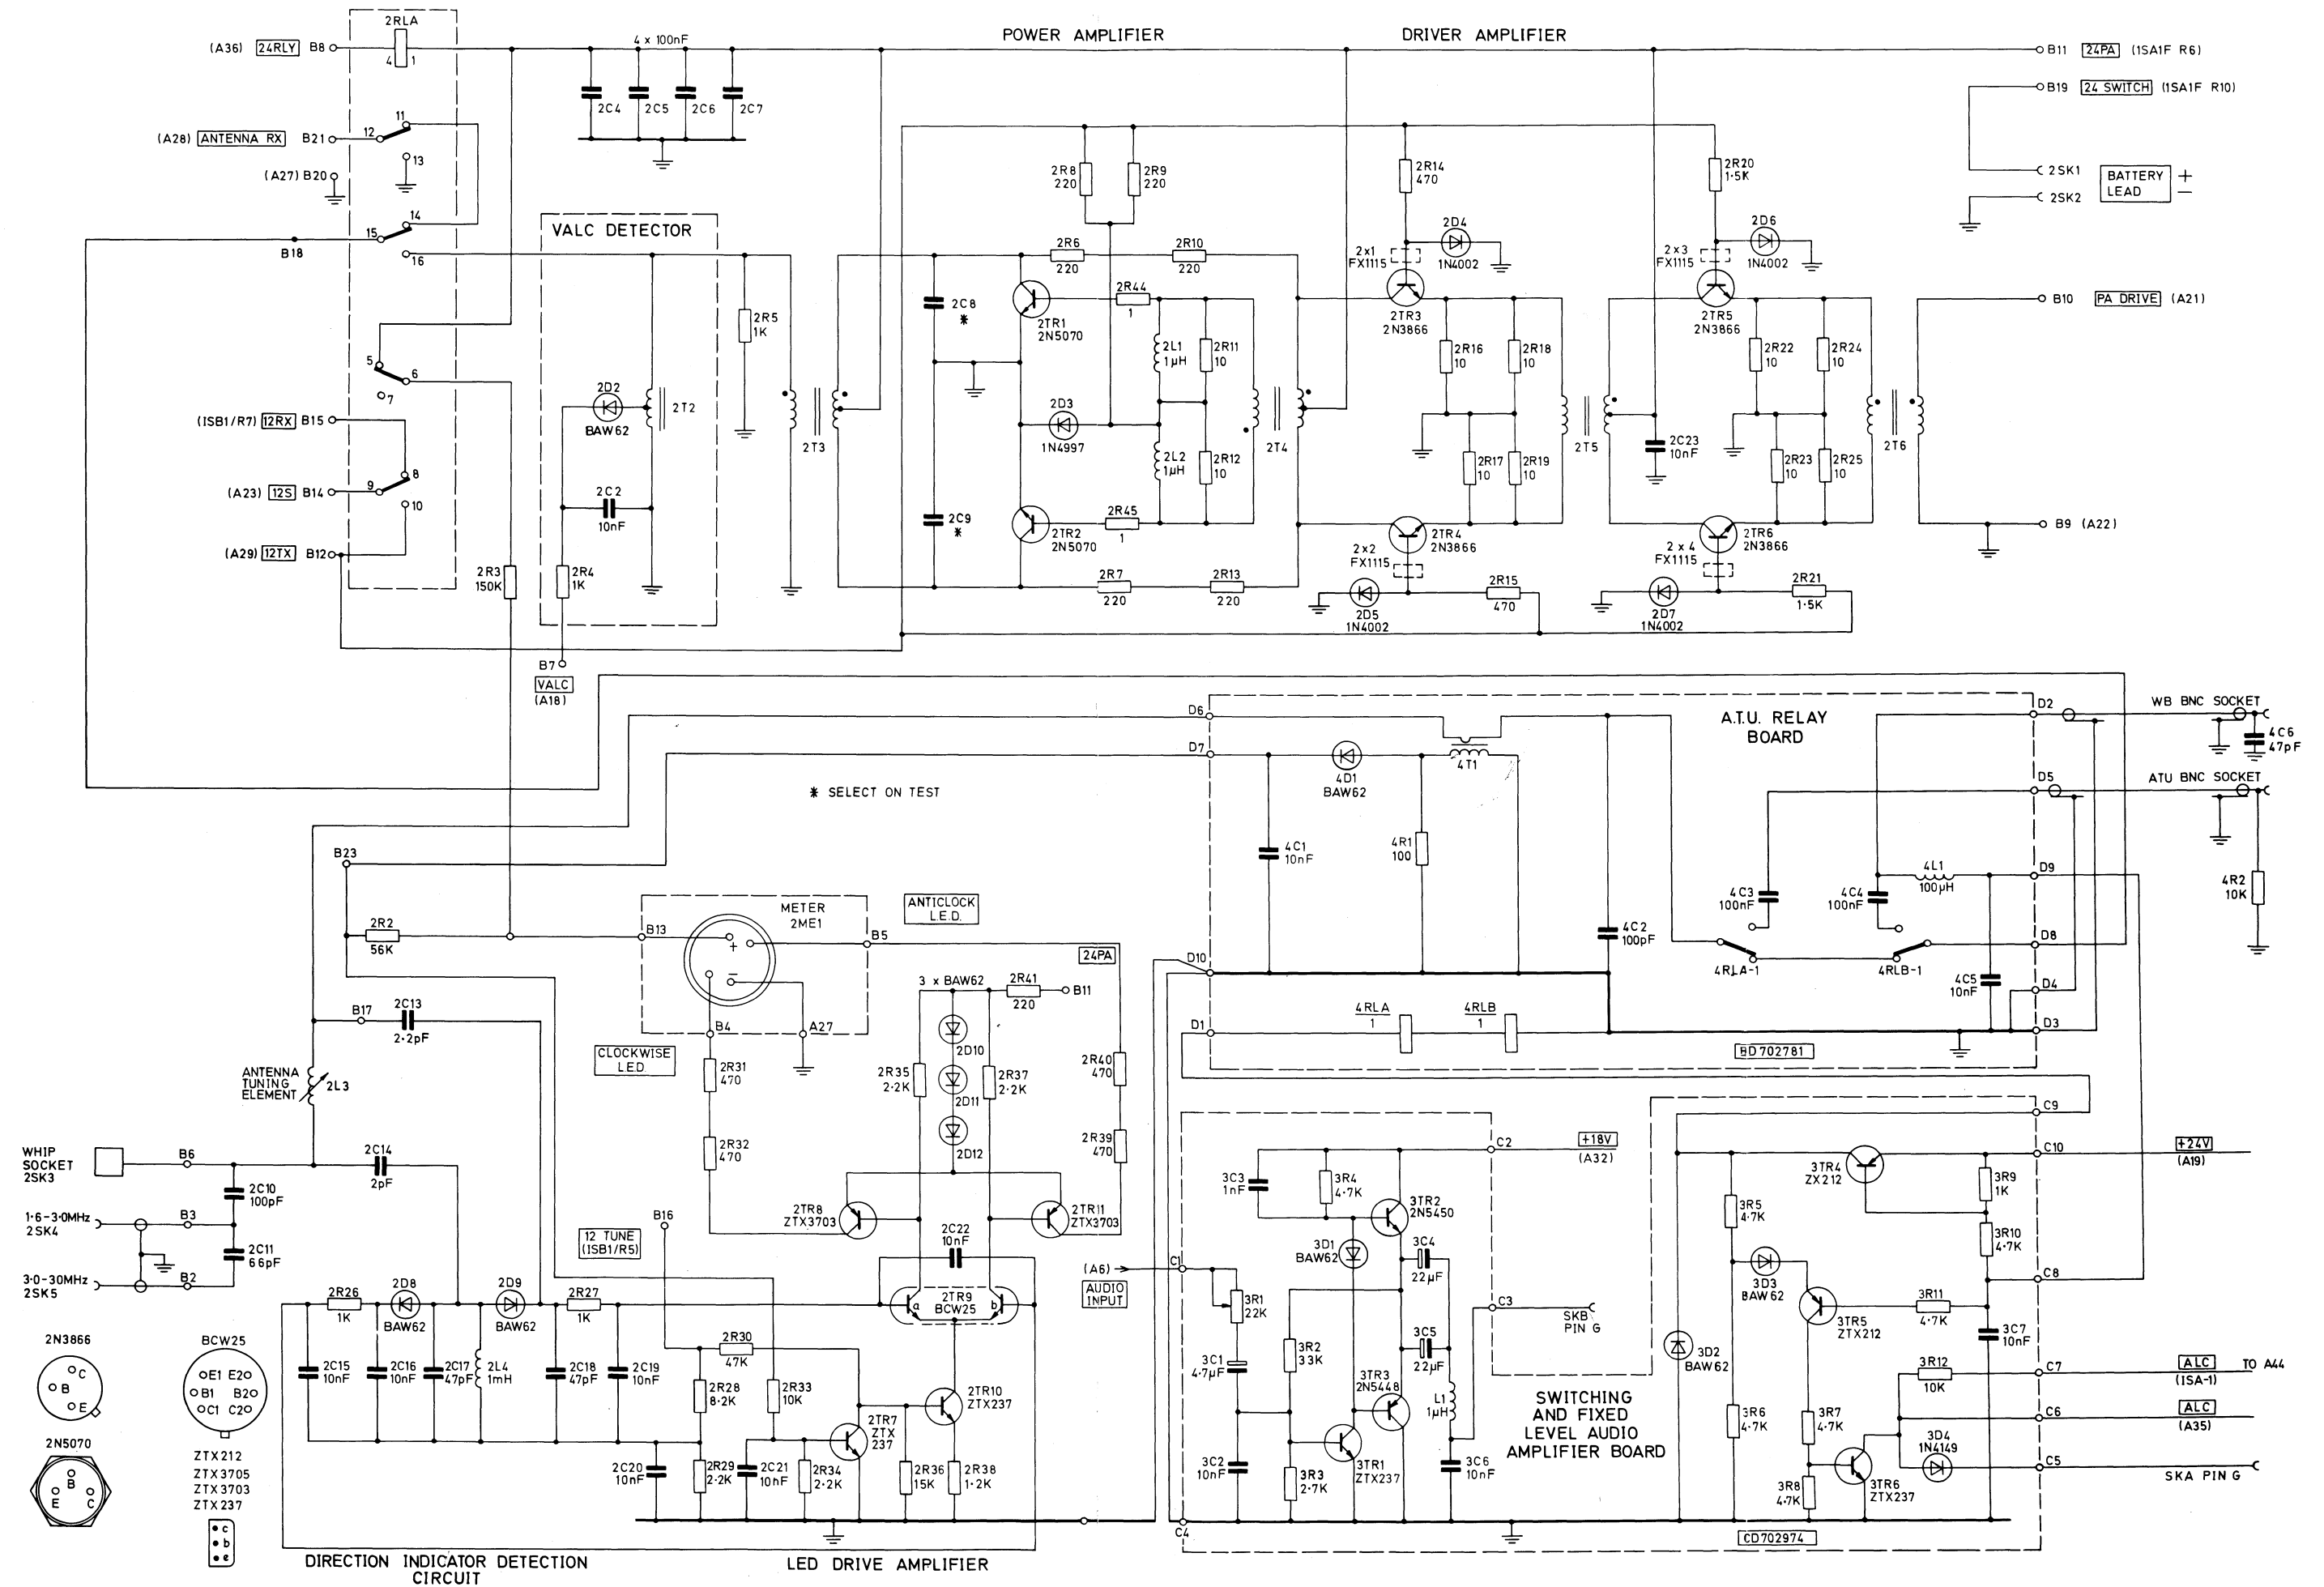 2RLA
(A36) 24RLY B8
4 1
4 x 100nF
2C4 2C5 2C6 2C7
POWER AMPLIFIER
DRIVER AMPLIFIER
B11 24PA (1SA1F R6)
B19 24 SWITCH (1SA1F R10)
2SK1
2SK2
BATTERY
LEAD
+
−
(A28) ANTENNA RX B21
12 11
13
(A27) B20
14
15
16
B18
5
6
7
(ISB1/R7) 12RX B15
8
(A23) 12S B14
9
10
(A29) 12TX B12
VALC DETECTOR
2D2
BAW62
2T2
2C2
10nF
2R3
150K
2R4
1K
B7
VALC
(A18)
2R5
1K
2T3
2C8
*
2C9
*
2R8
220
2R9
220
2R6
220
2R10
220
2TR1
2N5070
2R44
1
2L1
1µH
2R11
10
2D3
1N4997
2L2
1µH
2R12
10
2TR2
2N5070
2R45
1
2R7
220
2R13
220
2T4
2R14
470
2D4
1N4002
2x1
FX1115
2TR3
2N3866
2R16
10
2R18
10
2R17
10
2R19
10
2TR4
2N3866
2x2
FX1115
2D5
1N4002
2R15
470
2T5
2C23
10nF
2R20
1·5K
2D6
1N4002
2x3
FX1115
2TR5
2N3866
2R22
10
2R24
10
2R23
10
2R25
10
2TR6
2N3866
2 x 4
FX1115
2D7
1N4002
2R21
1·5K
2T6
B10 PA DRIVE (A21)
B9 (A22)
* SELECT ON TEST
D6
D7
A.T.U. RELAY
BOARD
4D1
BAW62
4T1
4C1
10nF
4R1
100
4C2
100pF
4C3
100nF
4C4
100nF
4L1
100µH
4RLA-1
4RLB-1
4C5
10nF
4RLA
1
4RLB
1
BD702781
D10
D1
D2
D5
D9
D8
D4
D3
WB BNC SOCKET
4C6
47pF
ATU BNC SOCKET
4R2
10K
B23
2R2
56K
METER
2ME1
B13
B5
+
−
B4
A27
ANTICLOCK
L.E.D.
24PA
CLOCKWISE
L.E.D.
3 x BAW62
2R41
220
B11
2D10
2D11
2D12
2R31
470
2R32
470
2R35
2·2K
2R37
2·2K
2R40
470
2R39
470
2TR8
ZTX3703
2TR11
ZTX3703
B17
2C13
2·2pF
ANTENNA
TUNING
ELEMENT
2L3
WHIP
SOCKET
2SK3
B6
2C14
2pF
2C10
100pF
1·6-3·0MHz
2SK4
B3
2C11
66pF
3·0-30MHz
2SK5
B2
2R26
1K
2D8
BAW62
2D9
BAW62
2R27
1K
2C15
10nF
2C16
10nF
2C17
47pF
2L4
1mH
2C18
47pF
2C19
10nF
B16
12 TUNE
(ISB1/R5)
2C22
10nF
2TR9
BCW25
a
b
2R30
47K
2R28
8·2K
2R33
10K
2TR7
ZTX
237
2TR10
ZTX237
2C20
10nF
2R29
2·2K
2C21
10nF
2R34
2·2K
2R36
15K
2R38
1·2K
2N3866
C
B
E
BCW25
E1 E2
B1 B2
C1 C2
2N5070
B
E C
ZTX212
ZTX3705
ZTX3703
ZTX237
c
b
e
DIRECTION INDICATOR DETECTION
CIRCUIT
LED DRIVE AMPLIFIER
(A6)
C1
AUDIO
INPUT
3C3
1nF
3R4
4·7K
3TR2
2N5450
C2
+18V
(A32)
3D1
BAW62
3C4
22µF
3R1
22K
3R2
33K
3C1
4·7µF
3C5
22µF
C3
SKB
PIN G
3TR3
2N5448
L1
1µH
3C2
10nF
3R3
2·7K
3TR1
ZTX237
3C6
10nF
C4
SWITCHING
AND FIXED
LEVEL AUDIO
AMPLIFIER BOARD
C9
C10
+24V
(A19)
3TR4
ZX212
3R9
1K
3R5
4·7K
3R10
4·7K
3D3
BAW62
C8
3R11
4·7K
3TR5
ZTX212
3C7
10nF
3D2
BAW62
3R12
10K
C7
ALC
(ISA-1)
TO A44
3R6
4·7K
3R7
4·7K
C6
ALC
(A35)
3D4
1N4149
C5
SKA PIN G
3R8
4·7K
3TR6
ZTX237
CD702974